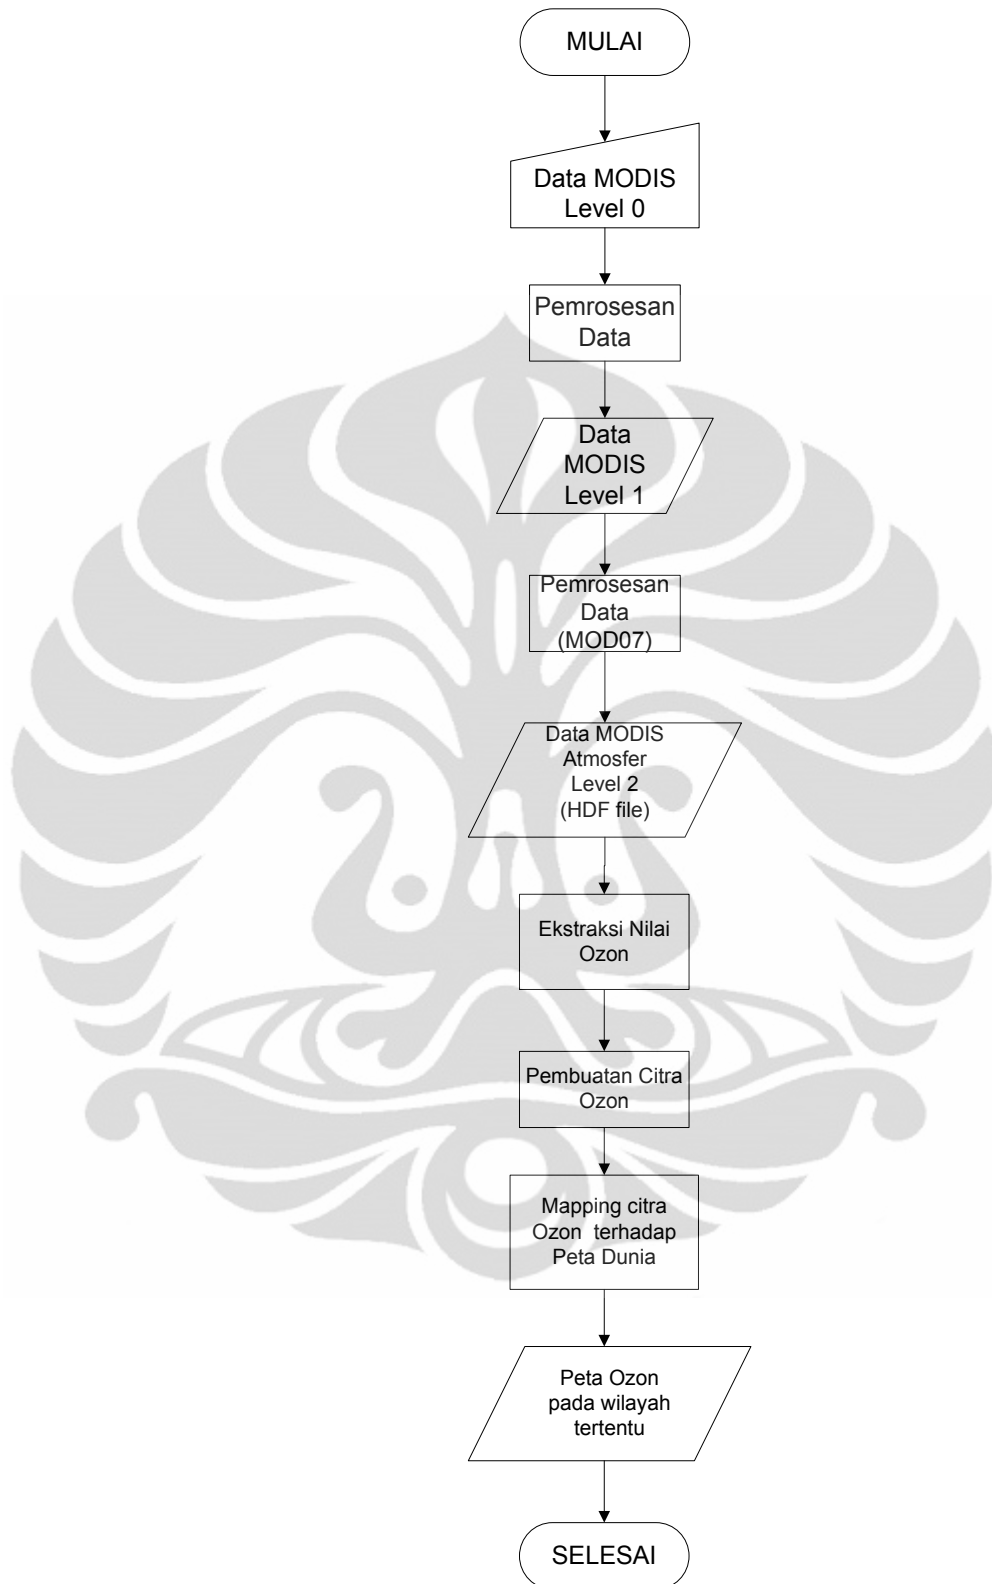 MULAI
Data MODIS
Level 0
Pemrosesan
Data
Data
MODIS
Level 1
Pemrosesan
Data
(MOD07)
Data MODIS
Atmosfer
Level 2
(HDF file)
Ekstraksi Nilai
Ozon
Pembuatan Citra
Ozon
Mapping citra
Ozon terhadap
Peta Dunia
Peta Ozon
pada wilayah
tertentu
SELESAI